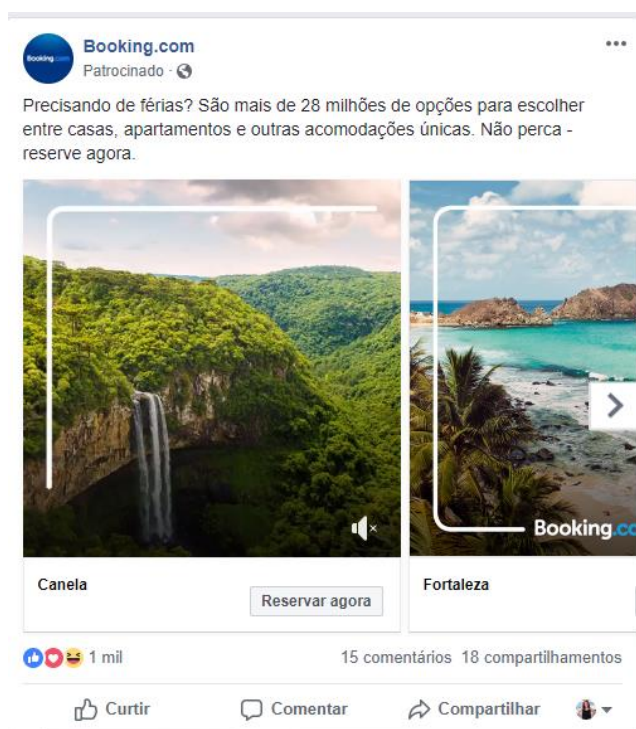 Booking.com
Booking.com
Patrocinado ·
Precisando de férias? São mais de 28 milhões de opções para escolher
entre casas, apartamentos e outras acomodações únicas. Não perca -
reserve agora.
Booking.co
Canela
Reservar agora
Fortaleza
1 mil
15 comentários 18 compartilhamentos
Curtir
Comentar
Compartilhar